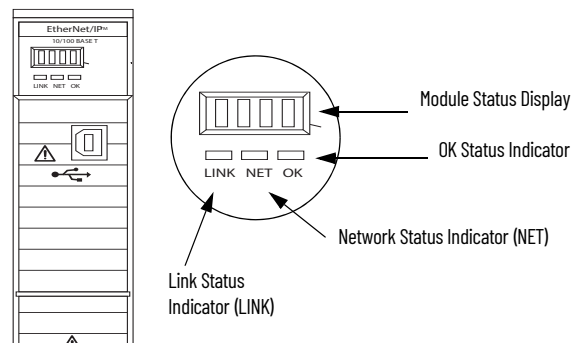 EtherNet/IP™
10/100 BASE T
LINK NET OK
Module Status Display
OK Status Indicator
LINK NET OK
Network Status Indicator (NET)
Link Status
Indicator (LINK)